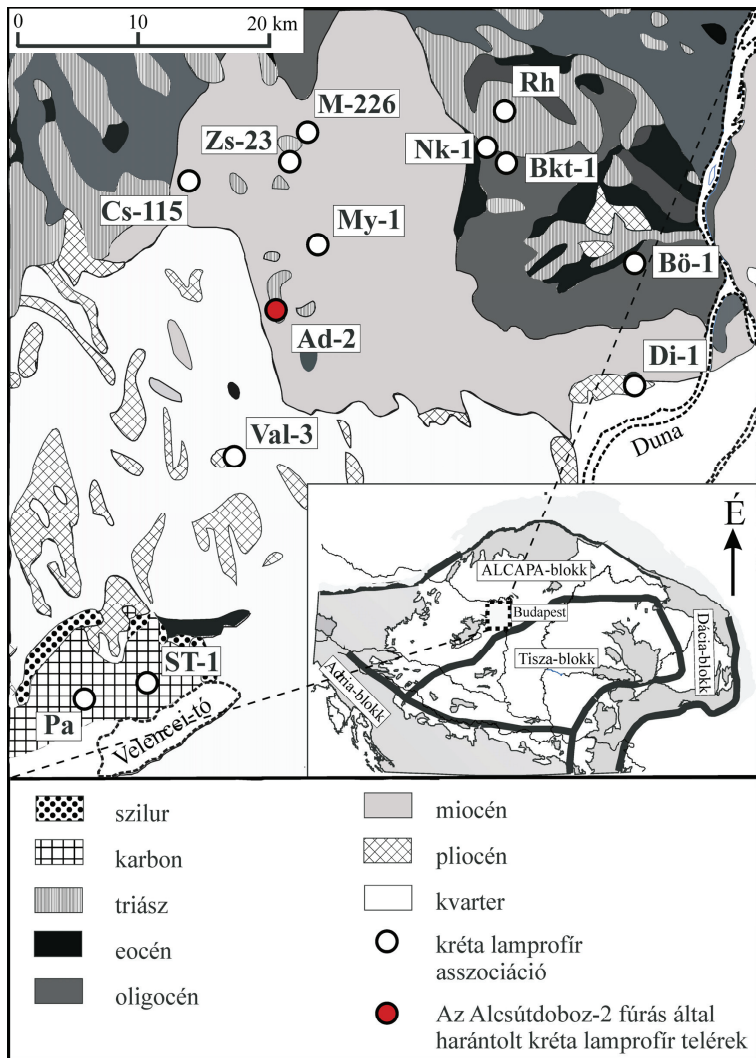 0 10 20 km
Rh
M-226
Zs-23
Nk-1
Bkt-1
Cs-115
My-1
Bö-1
Ad-2
Di-1
Val-3
Duna
É
ALCAPA-blokk
Budapest
Dácia-blokk
Tisza-blokk
Adria-blokk
ST-1
Pa
Velencei-tó
szilur
karbon
triász
eocén
oligocén
miocén
pliocén
kvarter
kréta lamprofír
asszociáció
Az Alcsútdoboz-2 fúrás által
harántolt kréta lamprofír telérek